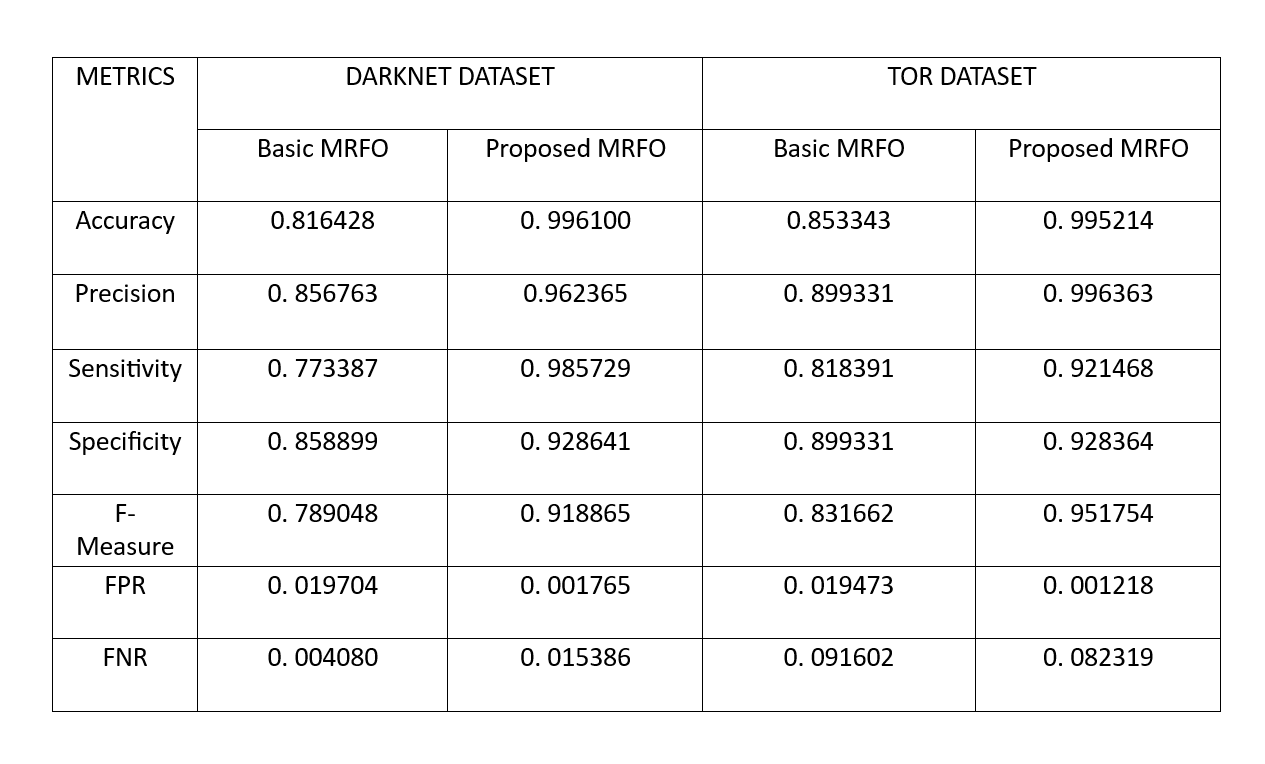 METRICS DARKNET DATASET TOR DATASET
Basic MRFO Proposed MRFO Basic MRFO Proposed MRFO
Accuracy 0.816428 0. 996100 0.853343 0. 995214
Precision 0. 856763 0.962365 0. 899331 0. 996363
Sensitivity 0. 773387 0. 985729 0. 818391 0. 921468
Specificity 0. 858899 0. 928641 0. 899331 0. 928364
F- 0. 789048 0. 918865 0. 831662 0. 951754
Measure
FPR 0. 019704 0. 001765 0. 019473 0. 001218
FNR 0. 004080 0. 015386 0. 091602 0. 082319